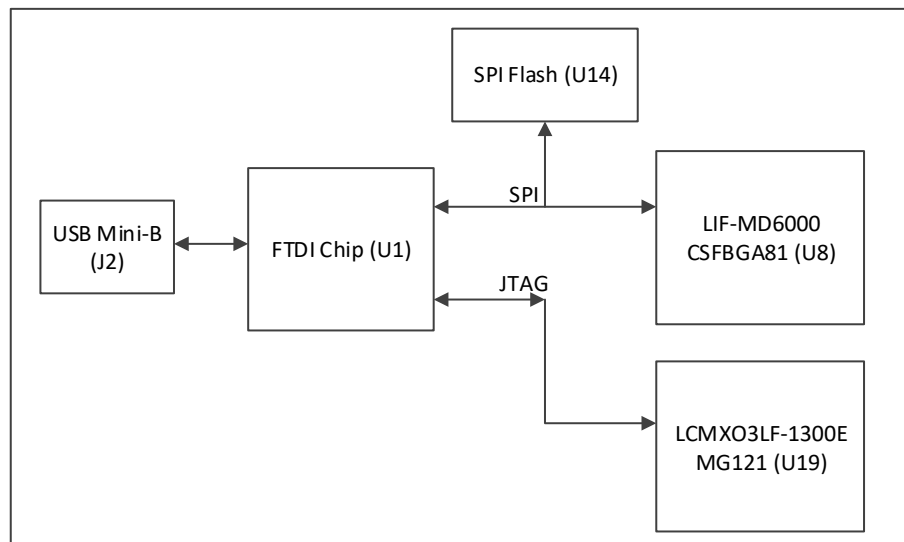 SPI Flash (U14)
SPI
USB Mini-B
(J2)
FTDI Chip (U1)
LIF-MD6000
CSFBGA81 (U8)
JTAG
LCMXO3LF-1300E
MG121 (U19)